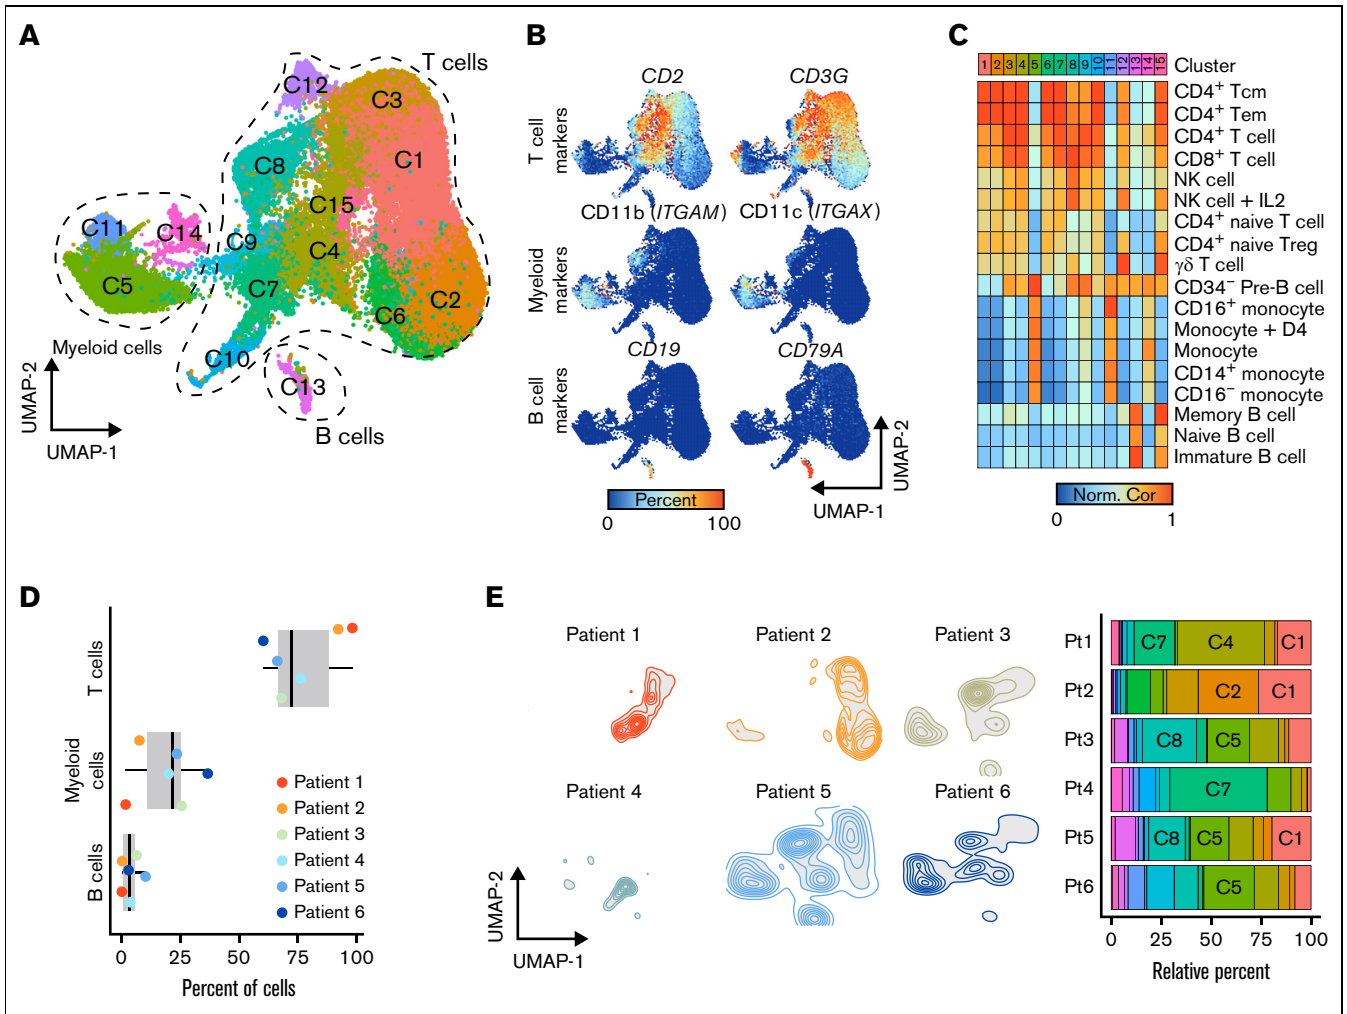 A
T cells
C12
C3
C1
C8
C15
C11
C14
C9
C4
C5
C7
C2
C6
Myeloid cells
C10
C13
B cells
UMAP-2
UMAP-1
B
CD2
CD3G
T cell
markers
CD11b (ITGAM)
CD11c (ITGAX)
Myeloid
markers
CD19
CD79A
B cell
markers
Percent
0
100
UMAP-2
UMAP-1
C
1 2 3 4 5 6 7 8 9 10 11 12 13 14 15
Cluster
CD4+ Tcm
CD4+ Tem
CD4+ T cell
CD8+ T cell
NK cell
NK cell + IL2
CD4+ naive T cell
CD4+ naive Treg
γδ T cell
CD34− Pre-B cell
CD16+ monocyte
Monocyte + D4
Monocyte
CD14+ monocyte
CD16− monocyte
Memory B cell
Naive B cell
Immature B cell
Norm. Cor
0
1
D
T cells
Myeloid
cells
B cells
Patient 1
Patient 2
Patient 3
Patient 4
Patient 5
Patient 6
0 25 50 75 100
Percent of cells
E
Patient 1
Patient 2
Patient 3
Patient 4
Patient 5
Patient 6
UMAP-2
UMAP-1
Pt1 C7 C4 C1
Pt2 C2 C1
Pt3 C8 C5
Pt4 C7
Pt5 C8 C5 C1
Pt6 C5
0 25 50 75 100
Relative percent